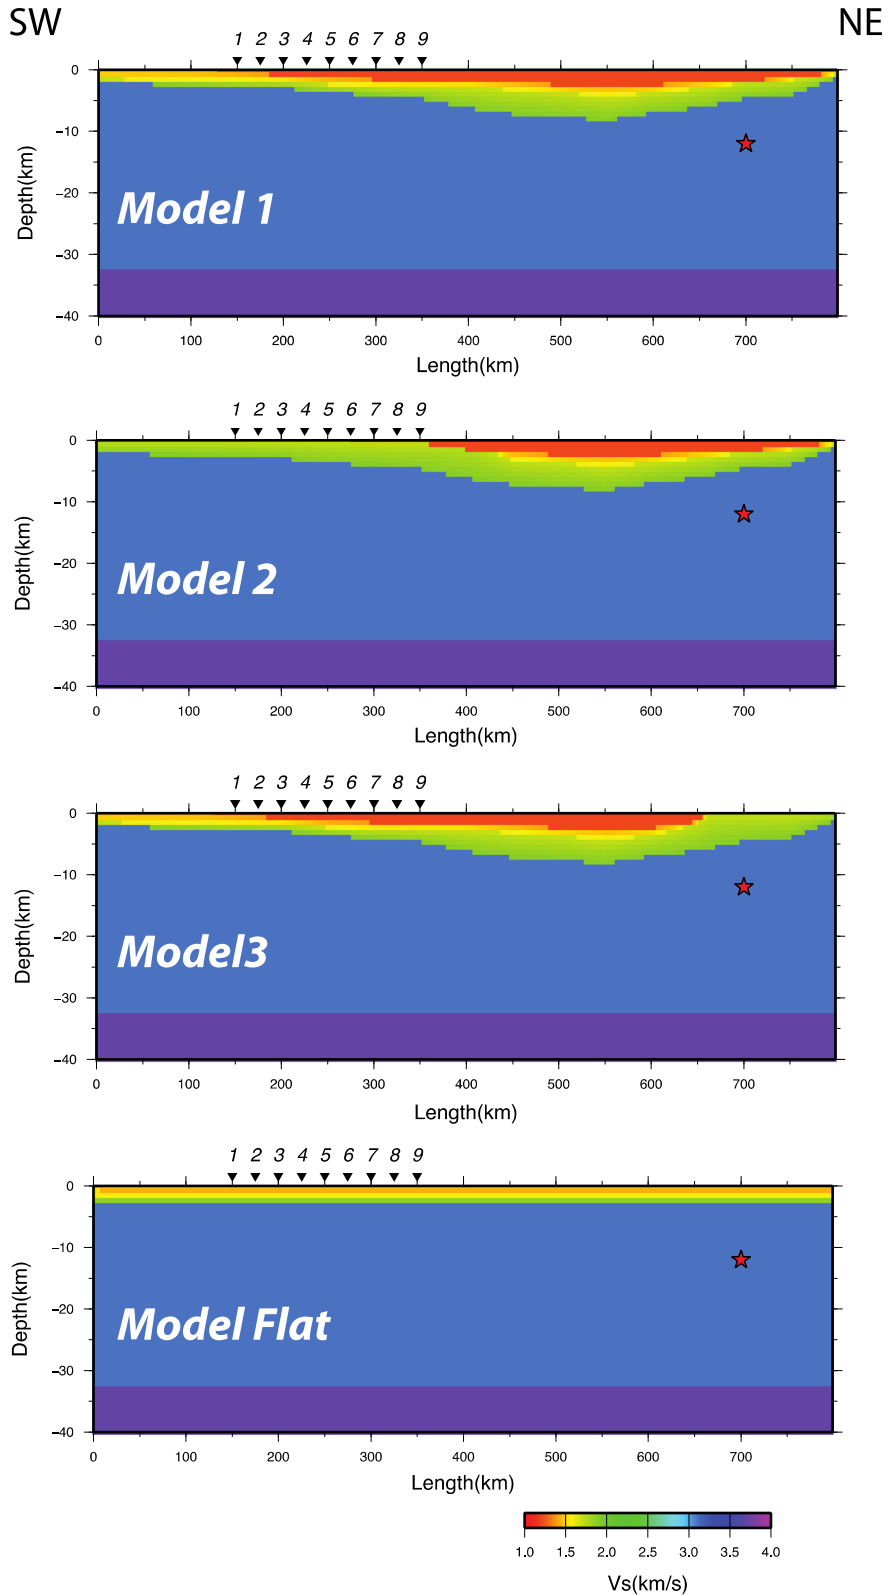 SW NE
1 2 3 4 5 6 7 8 9
0
−10
−20
−30
−40
Depth(km)
Model 1
0 100 200 300 400 500 600 700
Length(km)
1 2 3 4 5 6 7 8 9
0
−10
−20
−30
−40
Depth(km)
Model 2
0 100 200 300 400 500 600 700
Length(km)
1 2 3 4 5 6 7 8 9
0
−10
−20
−30
−40
Depth(km)
Model3
0 100 200 300 400 500 600 700
Length(km)
1 2 3 4 5 6 7 8 9
0
−10
−20
−30
−40
Depth(km)
Model Flat
0 100 200 300 400 500 600 700
Length(km)
1.0 1.5 2.0 2.5 3.0 3.5 4.0
Vs(km/s)